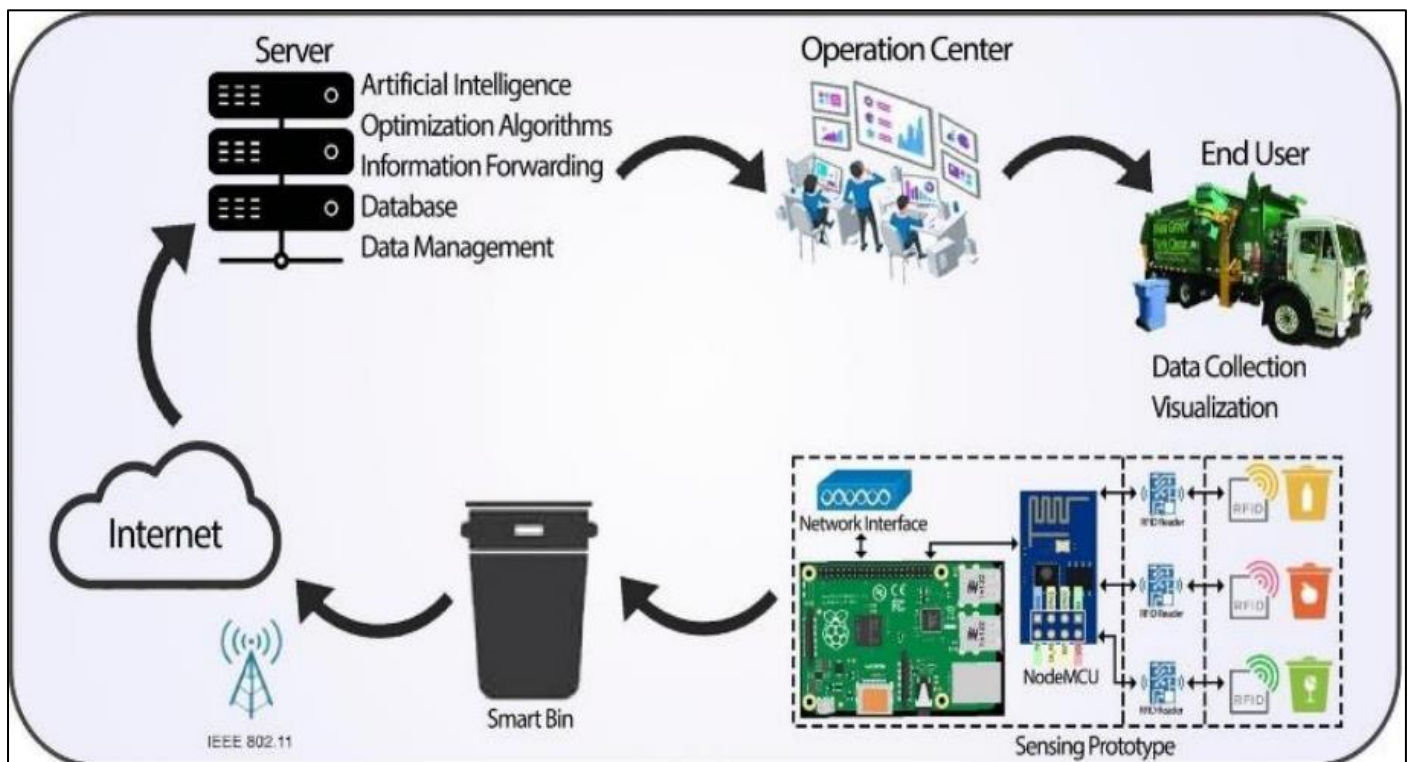 Server
Artificial Intelligence
Optimization Algorithms
Information Forwarding
Database
Data Management
Operation Center
End User
Data Collection
Visualization
Internet
IEEE 802.11
Smart Bin
Network Interface
NodeMCU
RFID Reader
RFID Reader
RFID Reader
RFID
RFID
RFID
Sensing Prototype